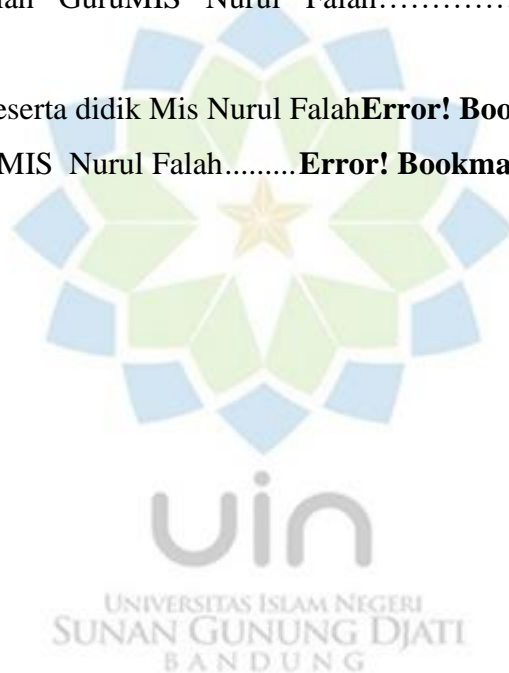 GuruMIS Nurul Falah……………
eserta didik Mis Nurul FalahError! Boo
MIS Nurul Falah.........Error! Bookma
uin
UNIVERSITAS ISLAM NEGERI
SUNAN GUNUNG DJATI
BANDUNG